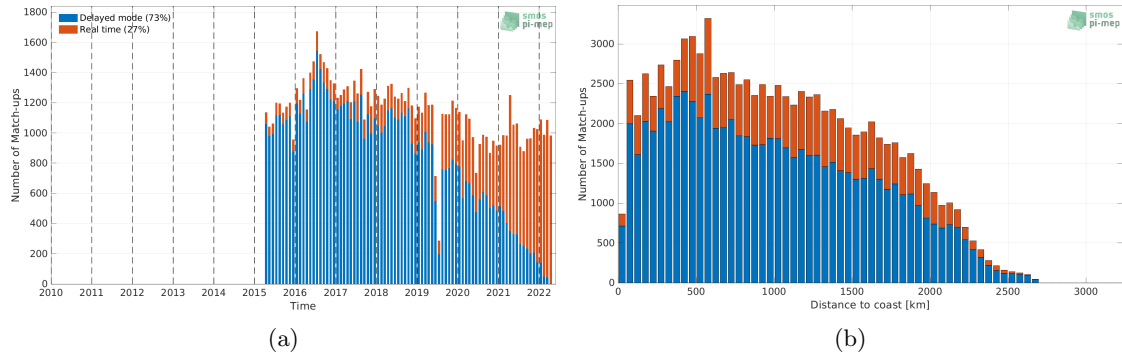 Delayed mode (73%)
Real time (27%)
smos
pi-mep
Number of Match-ups
1800
1600
1400
1200
1000
800
600
400
200
0
2010 2011 2012 2013 2014 2015 2016 2017 2018 2019 2020 2021 2022
Time
(a)
smos
pi-mep
Number of Match-ups
3000
2500
2000
1500
1000
500
0
0 500 1000 1500 2000 2500 3000
Distance to coast [km]
(b)